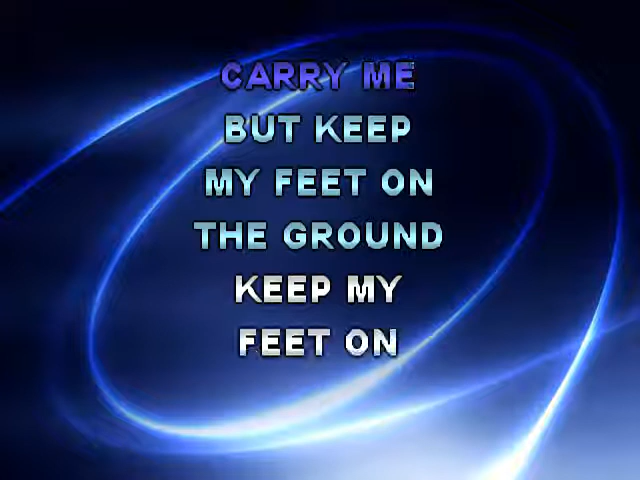 CARRY ME
BUT KEEP
MY FEET ON
THE GROUND
KEEP MY
FEET ON